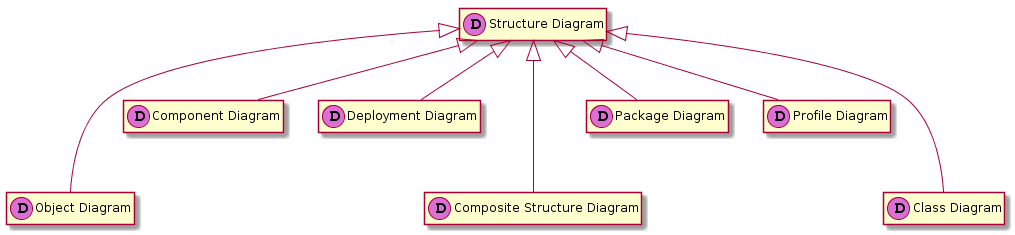 D Structure Diagram
D Component Diagram
D Deployment Diagram
D Package Diagram
D Profile Diagram
D Object Diagram
D Composite Structure Diagram
D Class Diagram